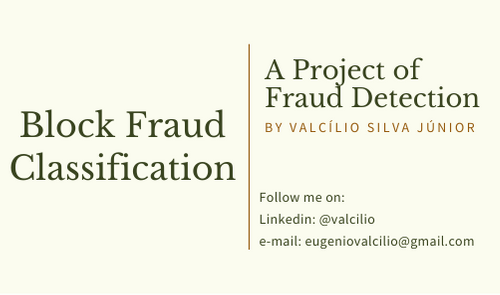 Block Fraud
Classification
A Project of
Fraud Detection
BY VALCÍLIO SILVA JÚNIOR
Follow me on:
Linkedin: @valcilio
e-mail: eugeniovalcilio@gmail.com